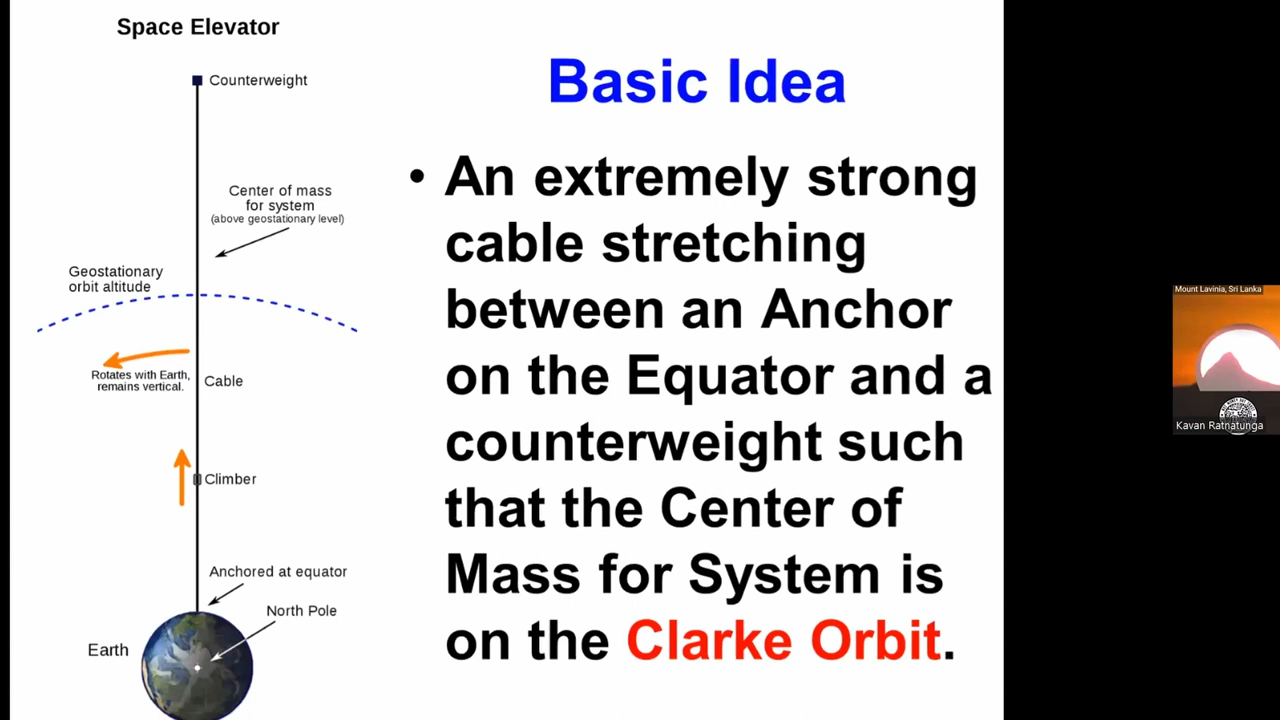 Space Elevator
Counterweight
Center of mass
for system
(above geostationary level)
Geostationary
orbit altitude
Rotates with Earth,
remains vertical.
Cable
Climber
Anchored at equator
North Pole
Earth
Basic Idea
• An extremely strong
cable stretching
between an Anchor
on the Equator and a
counterweight such
that the Center of
Mass for System is
on the Clarke Orbit.
Mount Lavinia, Sri Lanka
Kavan Ratnatunga